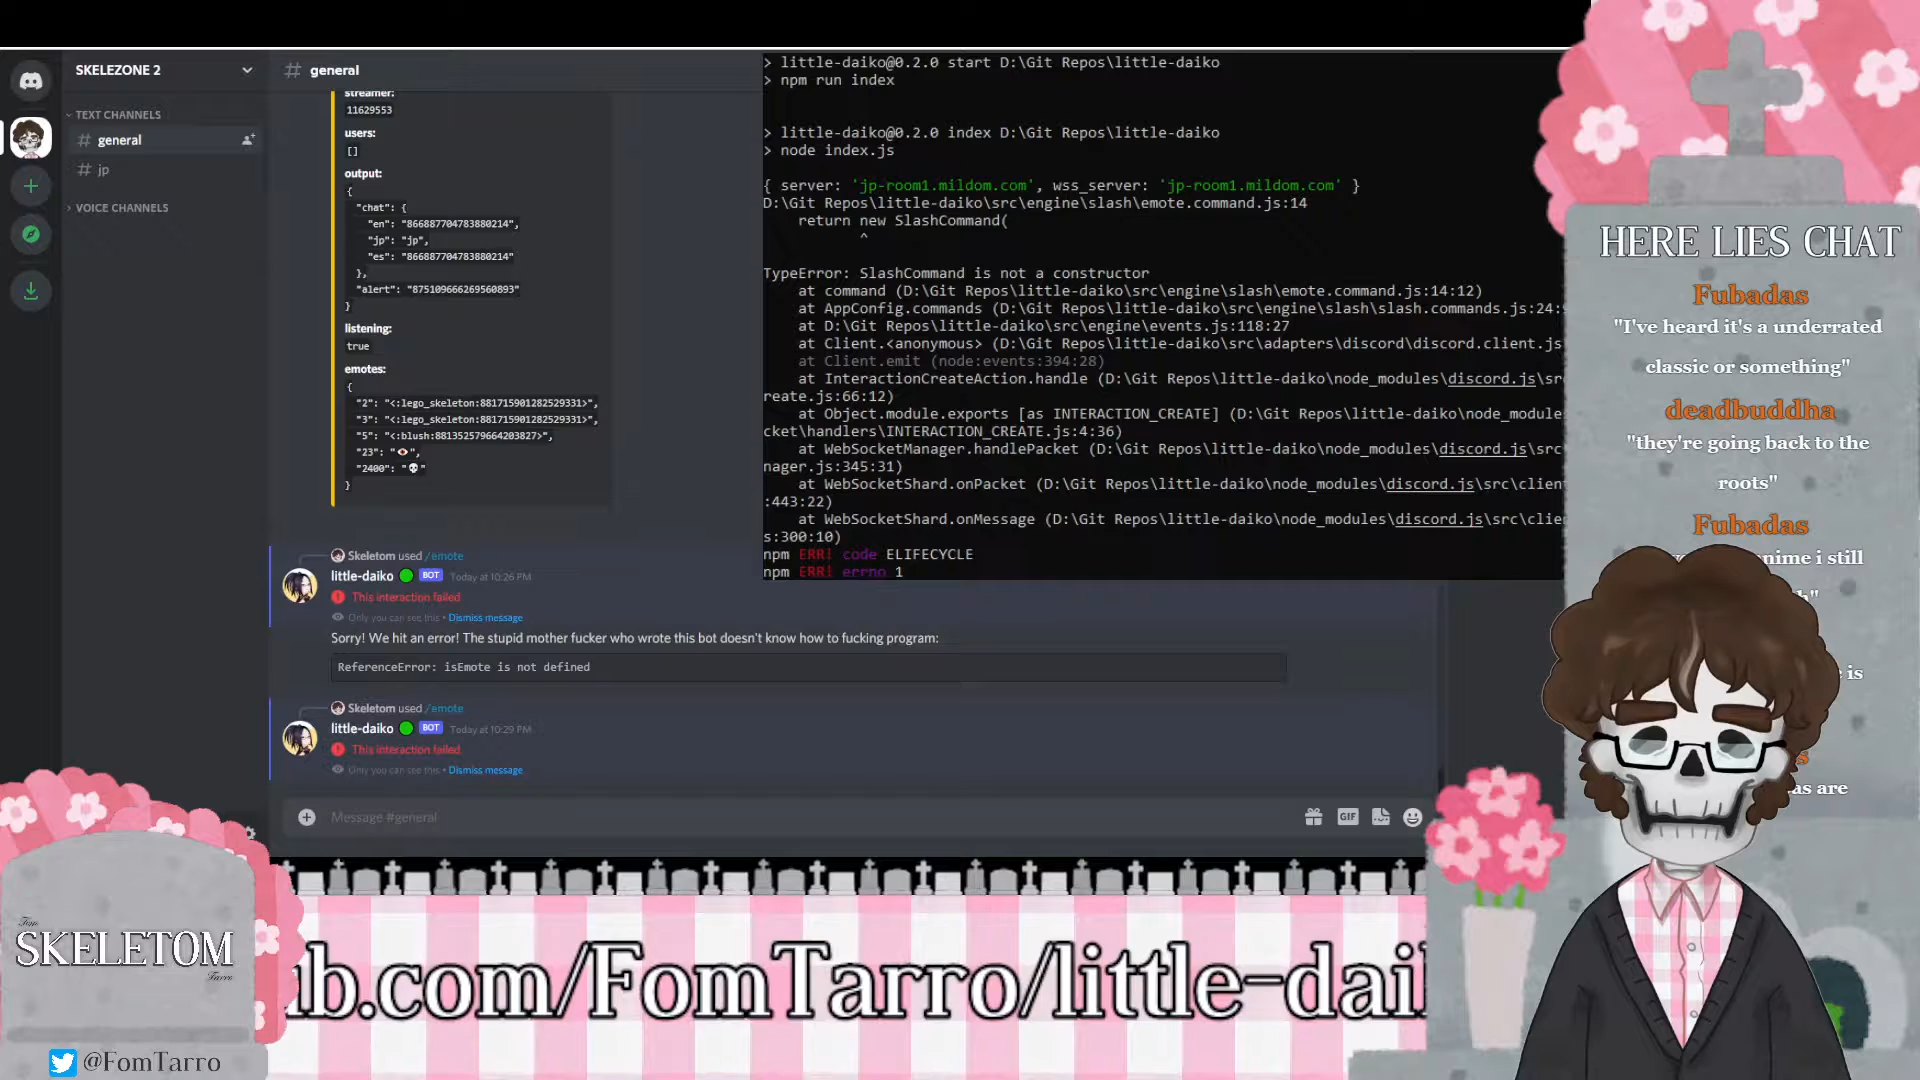 SKELEZONE 2
TEXT CHANNELS
general
jp
VOICE CHANNELS
general
streamer:
11629553
users:
[]
output:
{
"chat": {
"en": "866887704783880214",
"jp": "jp",
"es": "866887704783880214"
},
"alert": "875109666269560893"
}
listening:
true
emotes:
{
"2": "<:lego_skeleton:881715901282529331>",
"3": "<:lego_skeleton:881715901282529331>",
"5": "<:blush:881352579664203827>",
"23": "👁",
"2400": "💀"
}
Skeletom used /emote
little-daiko BOT Today at 10:26 PM
This interaction failed
Only you can see this • Dismiss message
Sorry! We hit an error! The stupid mother fucker who wrote this bot doesn't know how to fucking program:
ReferenceError: isEmote is not defined
Skeletom used /emote
little-daiko BOT Today at 10:29 PM
This interaction failed
Only you can see this • Dismiss message
Message #general
GIF
> little-daiko@0.2.0 start D:\Git Repos\little-daiko
> npm run index
> little-daiko@0.2.0 index D:\Git Repos\little-daiko
> node index.js
{ server: 'jp-room1.mildom.com', wss_server: 'jp-room1.mildom.com' }
D:\Git Repos\little-daiko\src\engine\slash\emote.command.js:14
return new SlashCommand(
^
TypeError: SlashCommand is not a constructor
at command (D:\Git Repos\little-daiko\src\engine\slash\emote.command.js:14:12)
at AppConfig.commands (D:\Git Repos\little-daiko\src\engine\slash\slash.commands.js:24:
at D:\Git Repos\little-daiko\src\engine\events.js:118:27
at Client.<anonymous> (D:\Git Repos\little-daiko\src\adapters\discord\discord.client.js
at Client.emit (node:events:394:28)
at InteractionCreateAction.handle (D:\Git Repos\little-daiko\node_modules\discord.js\src
reate.js:66:12)
at Object.module.exports [as INTERACTION_CREATE] (D:\Git Repos\little-daiko\node_module
cket\handlers\INTERACTION_CREATE.js:4:36)
at WebSocketManager.handlePacket (D:\Git Repos\little-daiko\node_modules\discord.js\src
nager.js:345:31)
at WebSocketShard.onPacket (D:\Git Repos\little-daiko\node_modules\discord.js\src\client
:443:22)
at WebSocketShard.onMessage (D:\Git Repos\little-daiko\node_modules\discord.js\src\clie
s:300:10)
npm ERR! code ELIFECYCLE
npm ERR! errno 1
HERE LIES CHAT
Fubadas
"I've heard it's a underrated
classic or something"
deadbuddha
"they're going back to the
roots"
Fubadas
nime i still
is
as are
Tom
SKELETOM
Tarro
@FomTarro
ub.com/FomTarro/little-dai